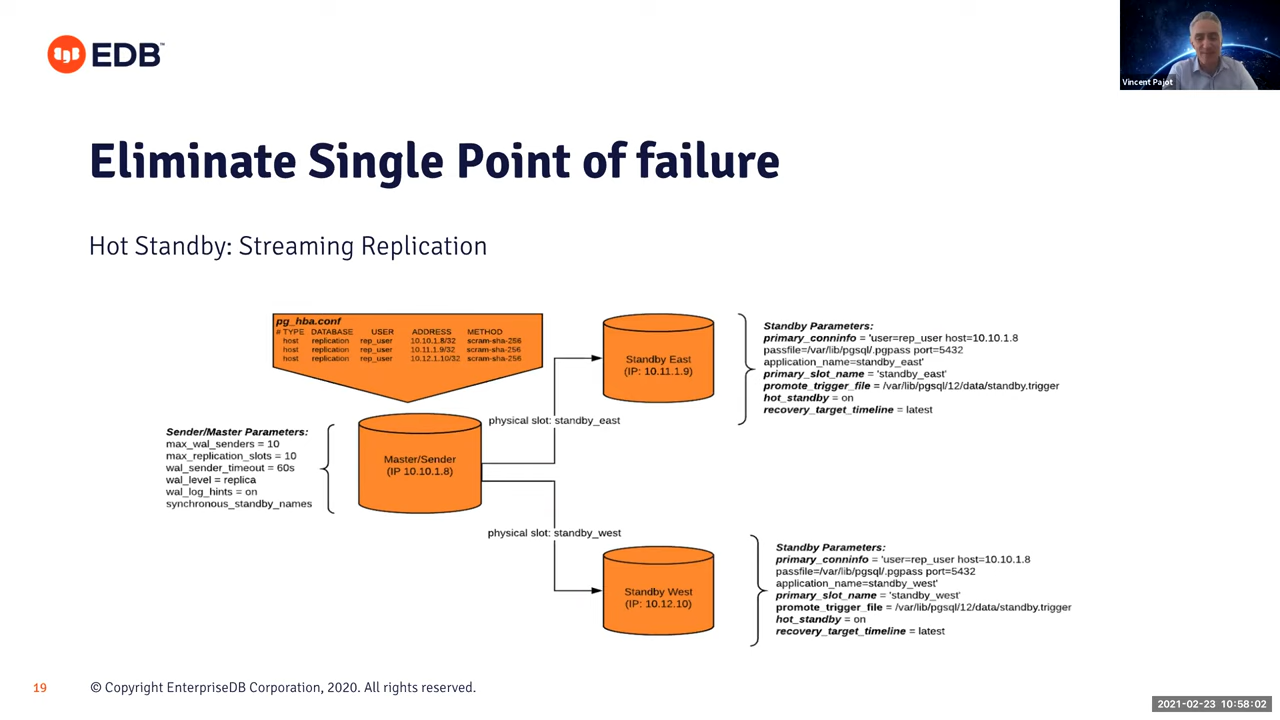 EDB™
Vincent Pajot
Eliminate Single Point of failure
Hot Standby: Streaming Replication
pg_hba.conf
# TYPE DATABASE USER ADDRESS METHOD
host replication rep_user 10.10.1.8/32 scram-sha-256
host replication rep_user 10.11.1.9/32 scram-sha-256
host replication rep_user 10.12.1.10/32 scram-sha-256
Standby East
(IP: 10.11.1.9)
Standby Parameters:
primary_conninfo = 'user=rep_user host=10.10.1.8
passfile=/var/lib/pgsql/.pgpass port=5432
application_name=standby_east'
primary_slot_name = 'standby_east'
promote_trigger_file = /var/lib/pgsql/12/data/standby.trigger
hot_standby = on
recovery_target_timeline = latest
physical slot: standby_east
Sender/Master Parameters:
max_wal_senders = 10
max_replication_slots = 10
wal_sender_timeout = 60s
wal_level = replica
wal_log_hints = on
synchronous_standby_names
Master/Sender
(IP 10.10.1.8)
physical slot: standby_west
Standby West
(IP: 10.12.10)
Standby Parameters:
primary_conninfo = 'user=rep_user host=10.10.1.8
passfile=/var/lib/pgsql/.pgpass port=5432
application_name=standby_west'
primary_slot_name = 'standby_west'
promote_trigger_file = /var/lib/pgsql/12/data/standby.trigger
hot_standby = on
recovery_target_timeline = latest
19
© Copyright EnterpriseDB Corporation, 2020. All rights reserved.
2021-02-23 10:58:02